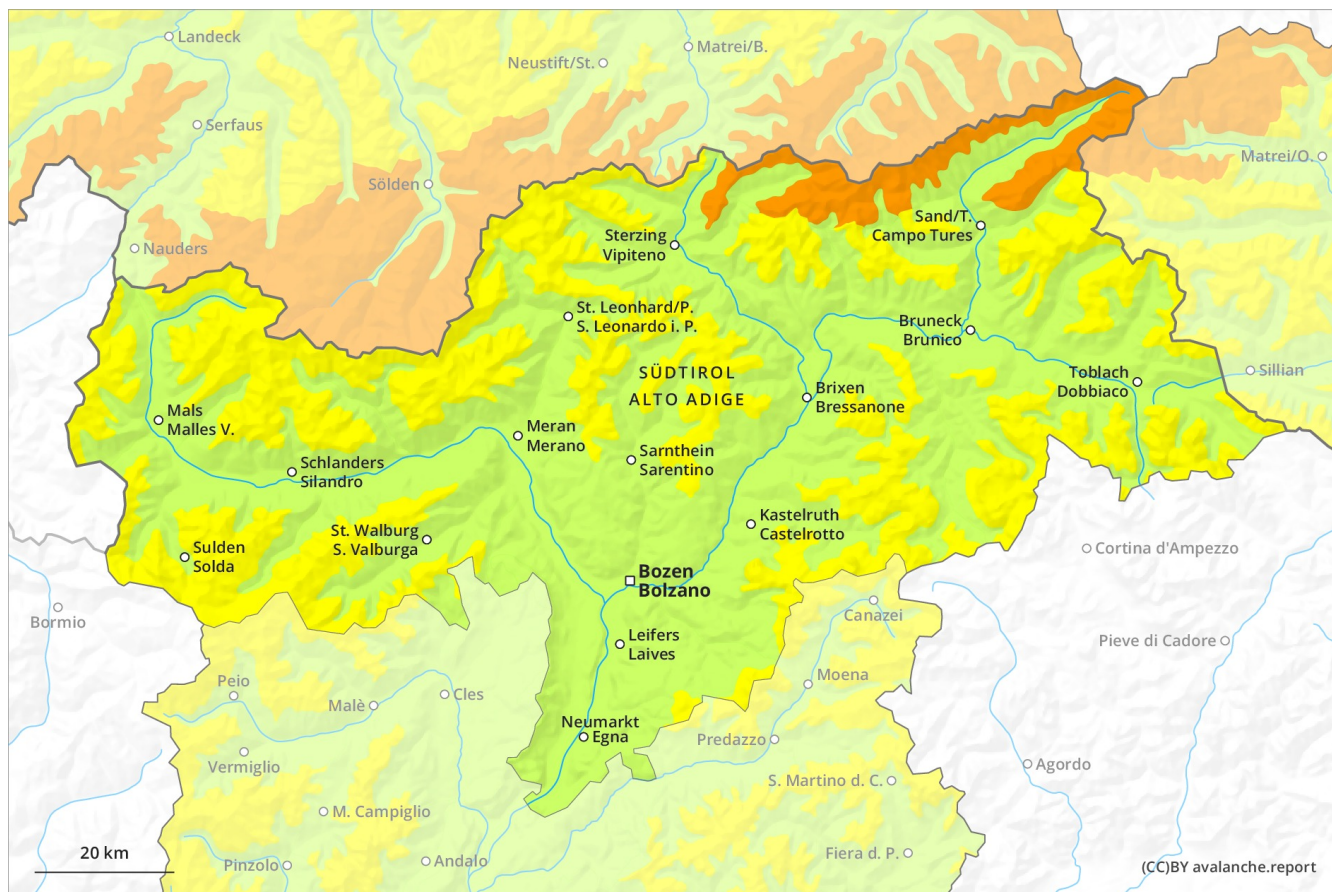 Landeck
Matrei/B.
Neustift/St.
Serfaus
Matrei/O.
Sölden
Sand/T.
Campo Tures
Sterzing
Vipiteno
Nauders
St. Leonhard/P.
S. Leonardo i. P.
Bruneck
Brunico
SÜDTIROL
ALTO ADIGE
Toblach
Dobbiaco
Sillian
Brixen
Bressanone
Mals
Malles V.
Meran
Merano
Sarnthein
Sarentino
Schlanders
Silandro
Kastelruth
Castelrotto
St. Walburg
S. Valburga
Sulden
Solda
Cortina d'Ampezzo
Bozen
Bolzano
Bormio
Canazei
Leifers
Laives
Pieve di Cadore
Peio
Moena
Malè
Cles
Neumarkt
Egna
Predazzo
Vermiglio
Agordo
S. Martino d. C.
M. Campiglio
20 km
Andalo
Fiera d. P.
Pinzolo
(CC)BY avalanche.report